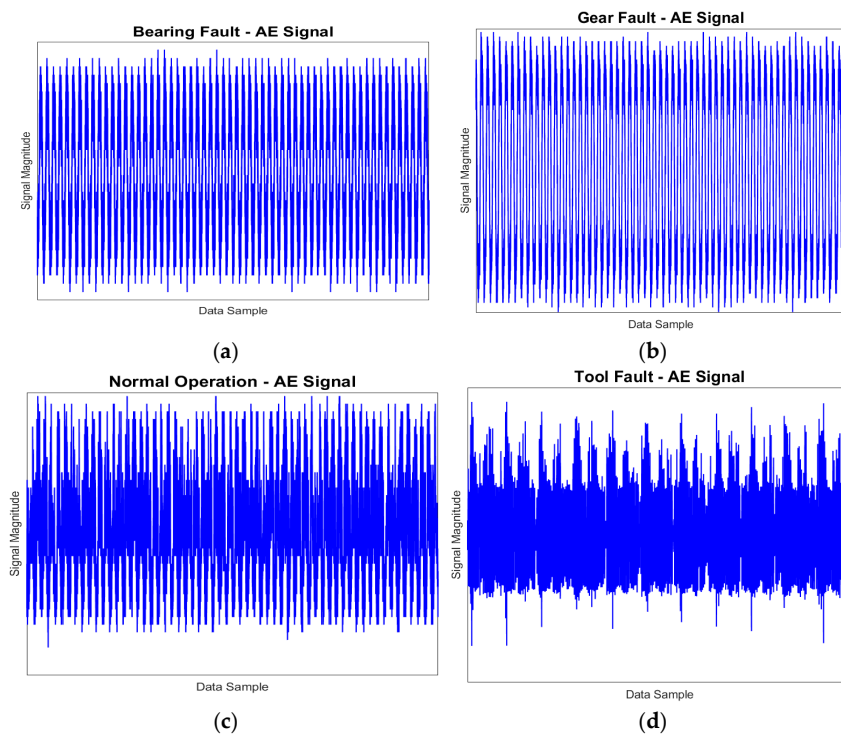 Bearing Fault - AE Signal
Signal Magnitude
Data Sample
(a)
Gear Fault - AE Signal
Signal Magnitude
Data Sample
(b)
Normal Operation - AE Signal
Signal Magnitude
Data Sample
(c)
Tool Fault - AE Signal
Signal Magnitude
Data Sample
(d)